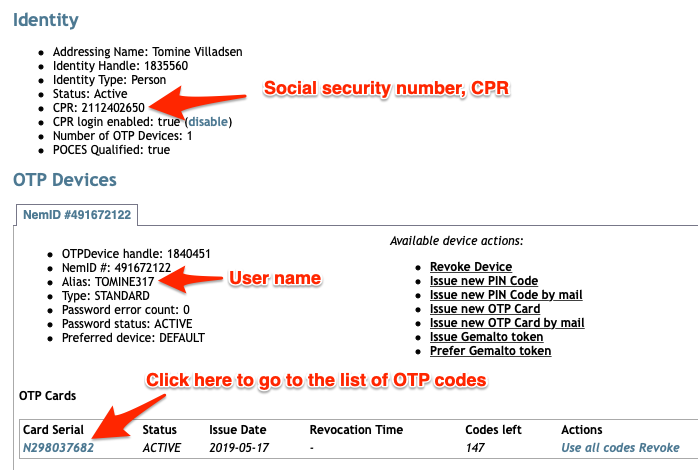 Identity
Addressing Name: Tomine Villadsen
Identity Handle: 1835560
Identity Type: Person
Status: Active
Social security number, CPR
CPR: 2112402650
CPR login enabled: true (disable)
Number of OTP Devices: 1
POCES Qualified: true
OTP Devices
NemID #491672122
OTPDevice handle: 1840451
NemID #: 491672122
Alias: TOMINE317
User name
Type: STANDARD
Password error count: 0
Password status: ACTIVE
Preferred device: DEFAULT
Available device actions:
Revoke Device
Issue new PIN Code
Issue new PIN Code by mail
Issue new OTP Card
Issue new OTP Card by mail
Issue Gemalto token
Prefer Gemalto token
Click here to go to the list of OTP codes
OTP Cards
Card Serial Status Issue Date Revocation Time Codes left Actions
N298037682 ACTIVE 2019-05-17 - 147 Use all codes Revoke